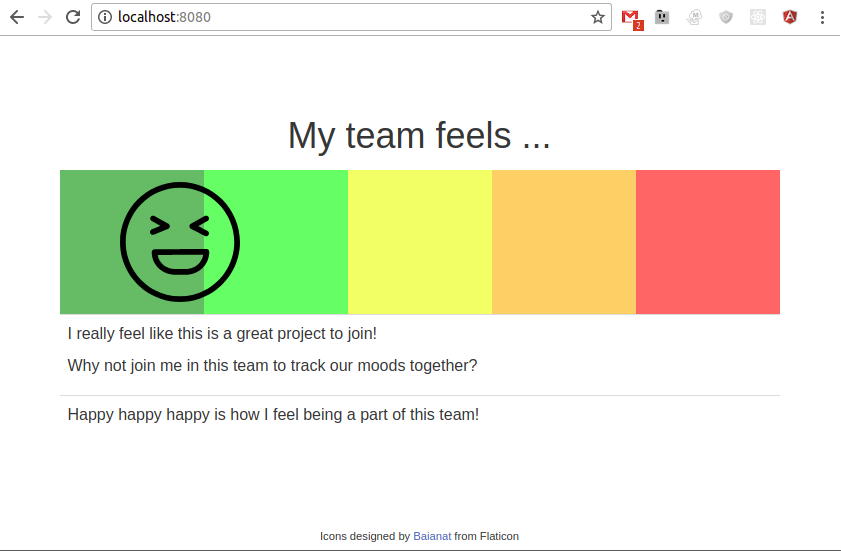 localhost:8080
2
My team feels ...
I really feel like this is a great project to join!
Why not join me in this team to track our moods together?
Happy happy happy is how I feel being a part of this team!
Icons designed by Baianat from Flaticon